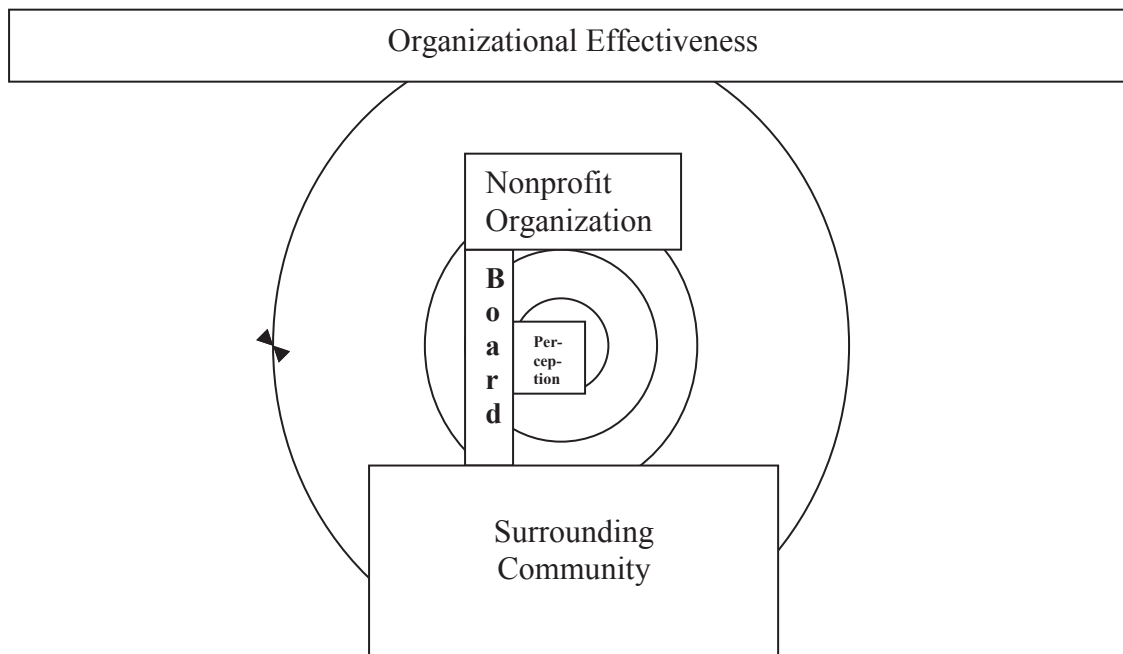 Organizational Effectiveness
Nonprofit
Organization
B
o
a
r
d
Per-
cep-
tion
Surrounding
Community